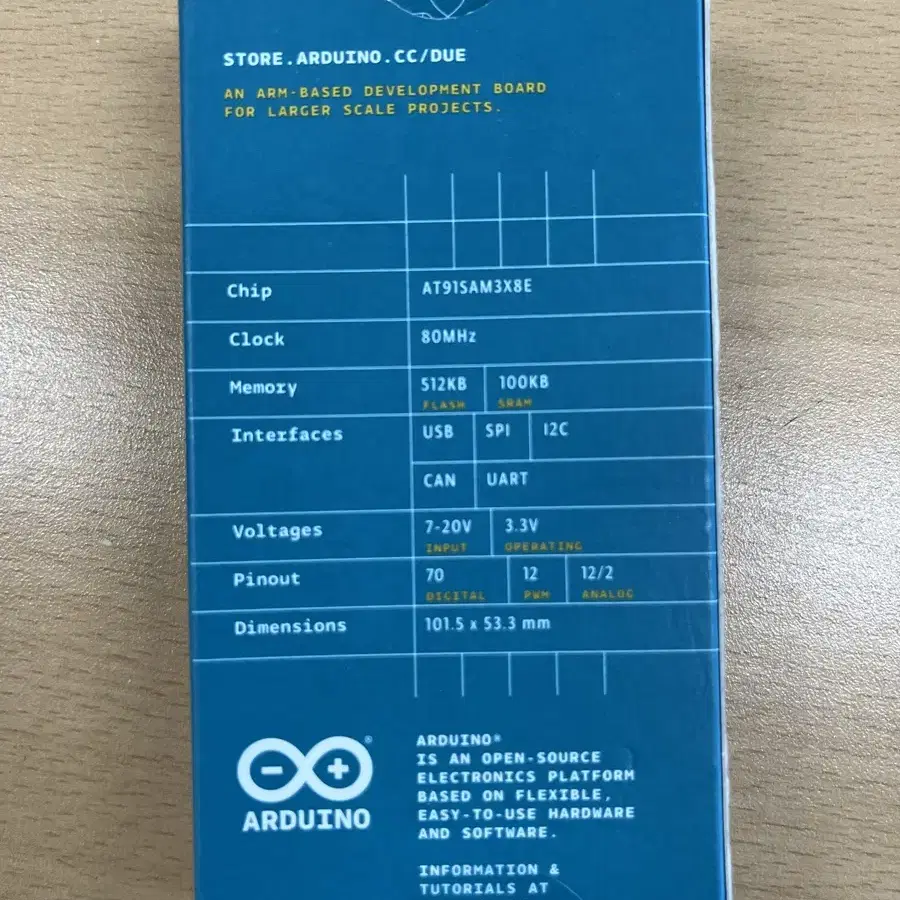 STORE.ARDUINO.CC/DUE
AN ARM-BASED DEVELOPMENT BOARD
FOR LARGER SCALE PROJECTS.
Chip AT91SAM3X8E
Clock 80MHz
Memory 512KB 100KB
FLASH SRAM
Interfaces USB SPI I2C
CAN UART
Voltages 7-20V 3.3V
INPUT OPERATING
Pinout 70 12 12/2
DIGITAL PWM ANALOG
Dimensions 101.5 x 53.3 mm
ARDUINO
ARDUINO®
IS AN OPEN-SOURCE
ELECTRONICS PLATFORM
BASED ON FLEXIBLE,
EASY-TO-USE HARDWARE
AND SOFTWARE.
INFORMATION &
TUTORIALS AT